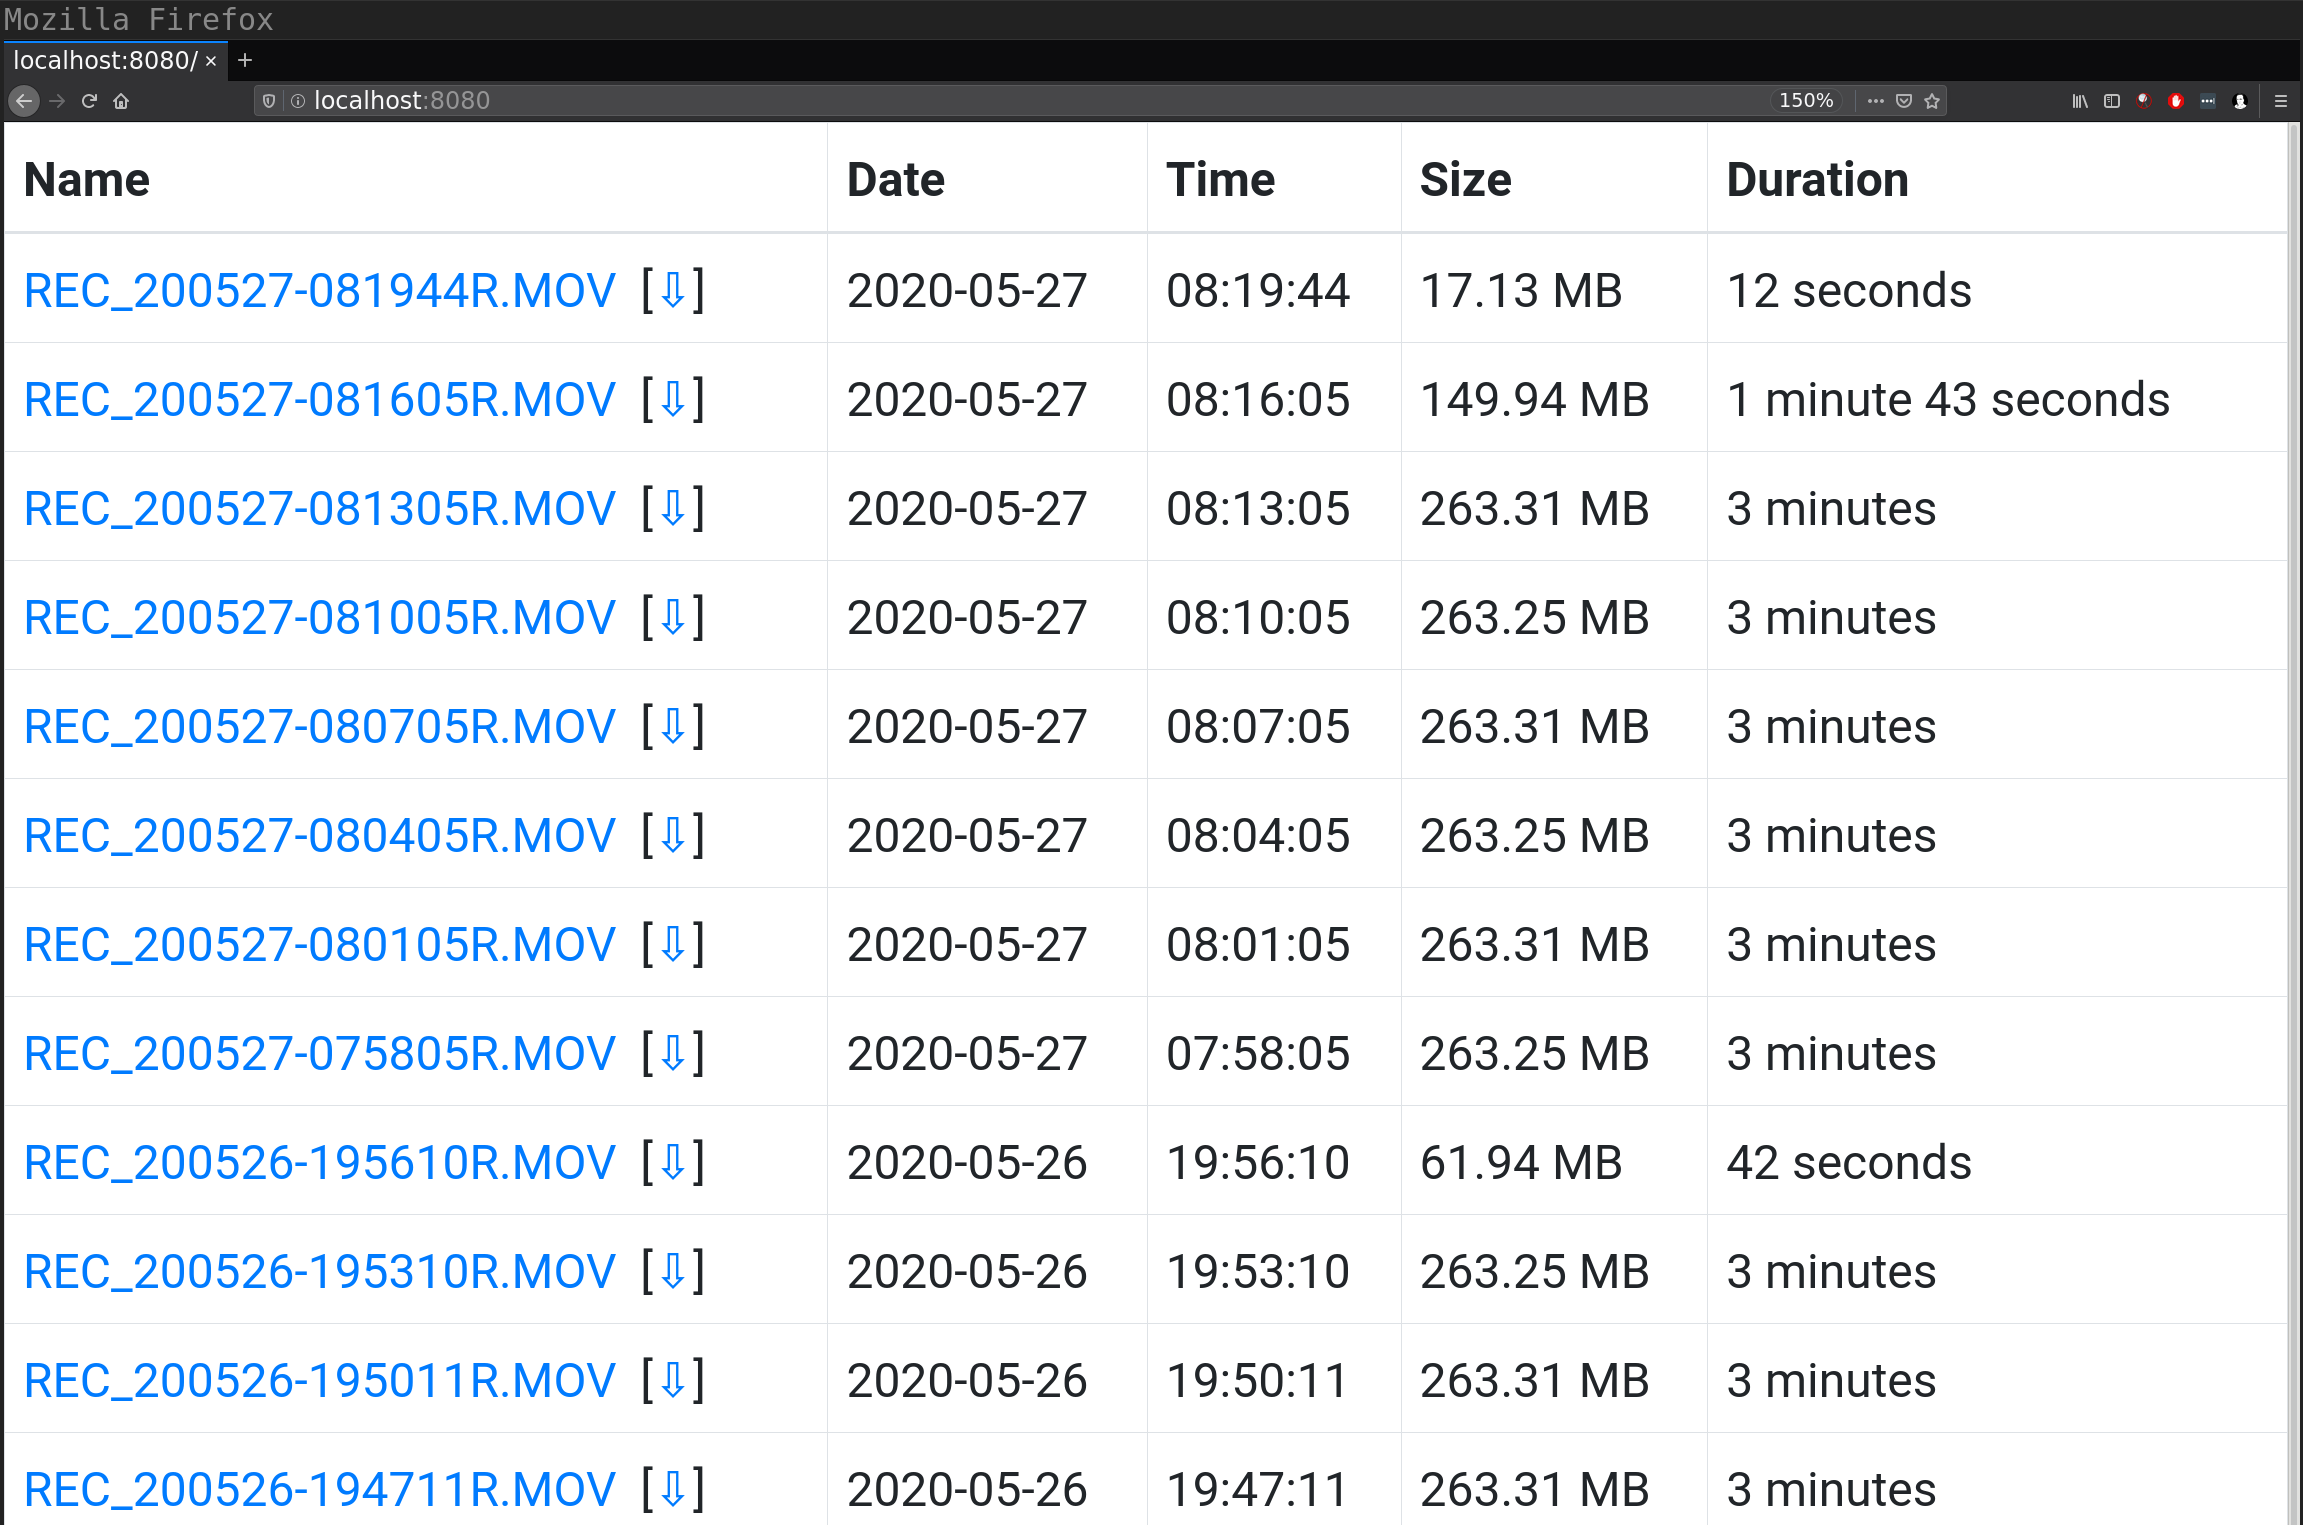 Mozilla Firefox
localhost:8080/ × +
localhost:8080 150%
Name Date Time Size Duration
REC_200527-081944R.MOV [⇩] 2020-05-27 08:19:44 17.13 MB 12 seconds
REC_200527-081605R.MOV [⇩] 2020-05-27 08:16:05 149.94 MB 1 minute 43 seconds
REC_200527-081305R.MOV [⇩] 2020-05-27 08:13:05 263.31 MB 3 minutes
REC_200527-081005R.MOV [⇩] 2020-05-27 08:10:05 263.25 MB 3 minutes
REC_200527-080705R.MOV [⇩] 2020-05-27 08:07:05 263.31 MB 3 minutes
REC_200527-080405R.MOV [⇩] 2020-05-27 08:04:05 263.25 MB 3 minutes
REC_200527-080105R.MOV [⇩] 2020-05-27 08:01:05 263.31 MB 3 minutes
REC_200527-075805R.MOV [⇩] 2020-05-27 07:58:05 263.25 MB 3 minutes
REC_200526-195610R.MOV [⇩] 2020-05-26 19:56:10 61.94 MB 42 seconds
REC_200526-195310R.MOV [⇩] 2020-05-26 19:53:10 263.25 MB 3 minutes
REC_200526-195011R.MOV [⇩] 2020-05-26 19:50:11 263.31 MB 3 minutes
REC_200526-194711R.MOV [⇩] 2020-05-26 19:47:11 263.31 MB 3 minutes